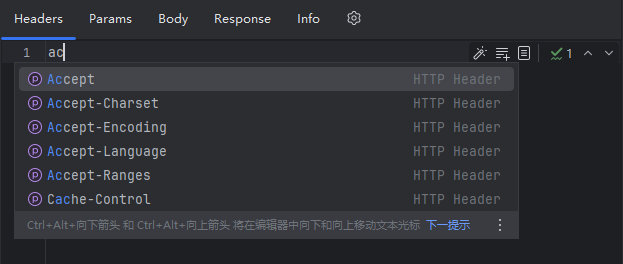 Headers Params Body Response Info
1 ac 1
Accept HTTP Header
Accept-Charset HTTP Header
Accept-Encoding HTTP Header
Accept-Language HTTP Header
Accept-Ranges HTTP Header
Cache-Control HTTP Header
Ctrl+Alt+向下箭头 和 Ctrl+Alt+向上箭头 将在编辑器中向下和向上移动文本光标 下一提示